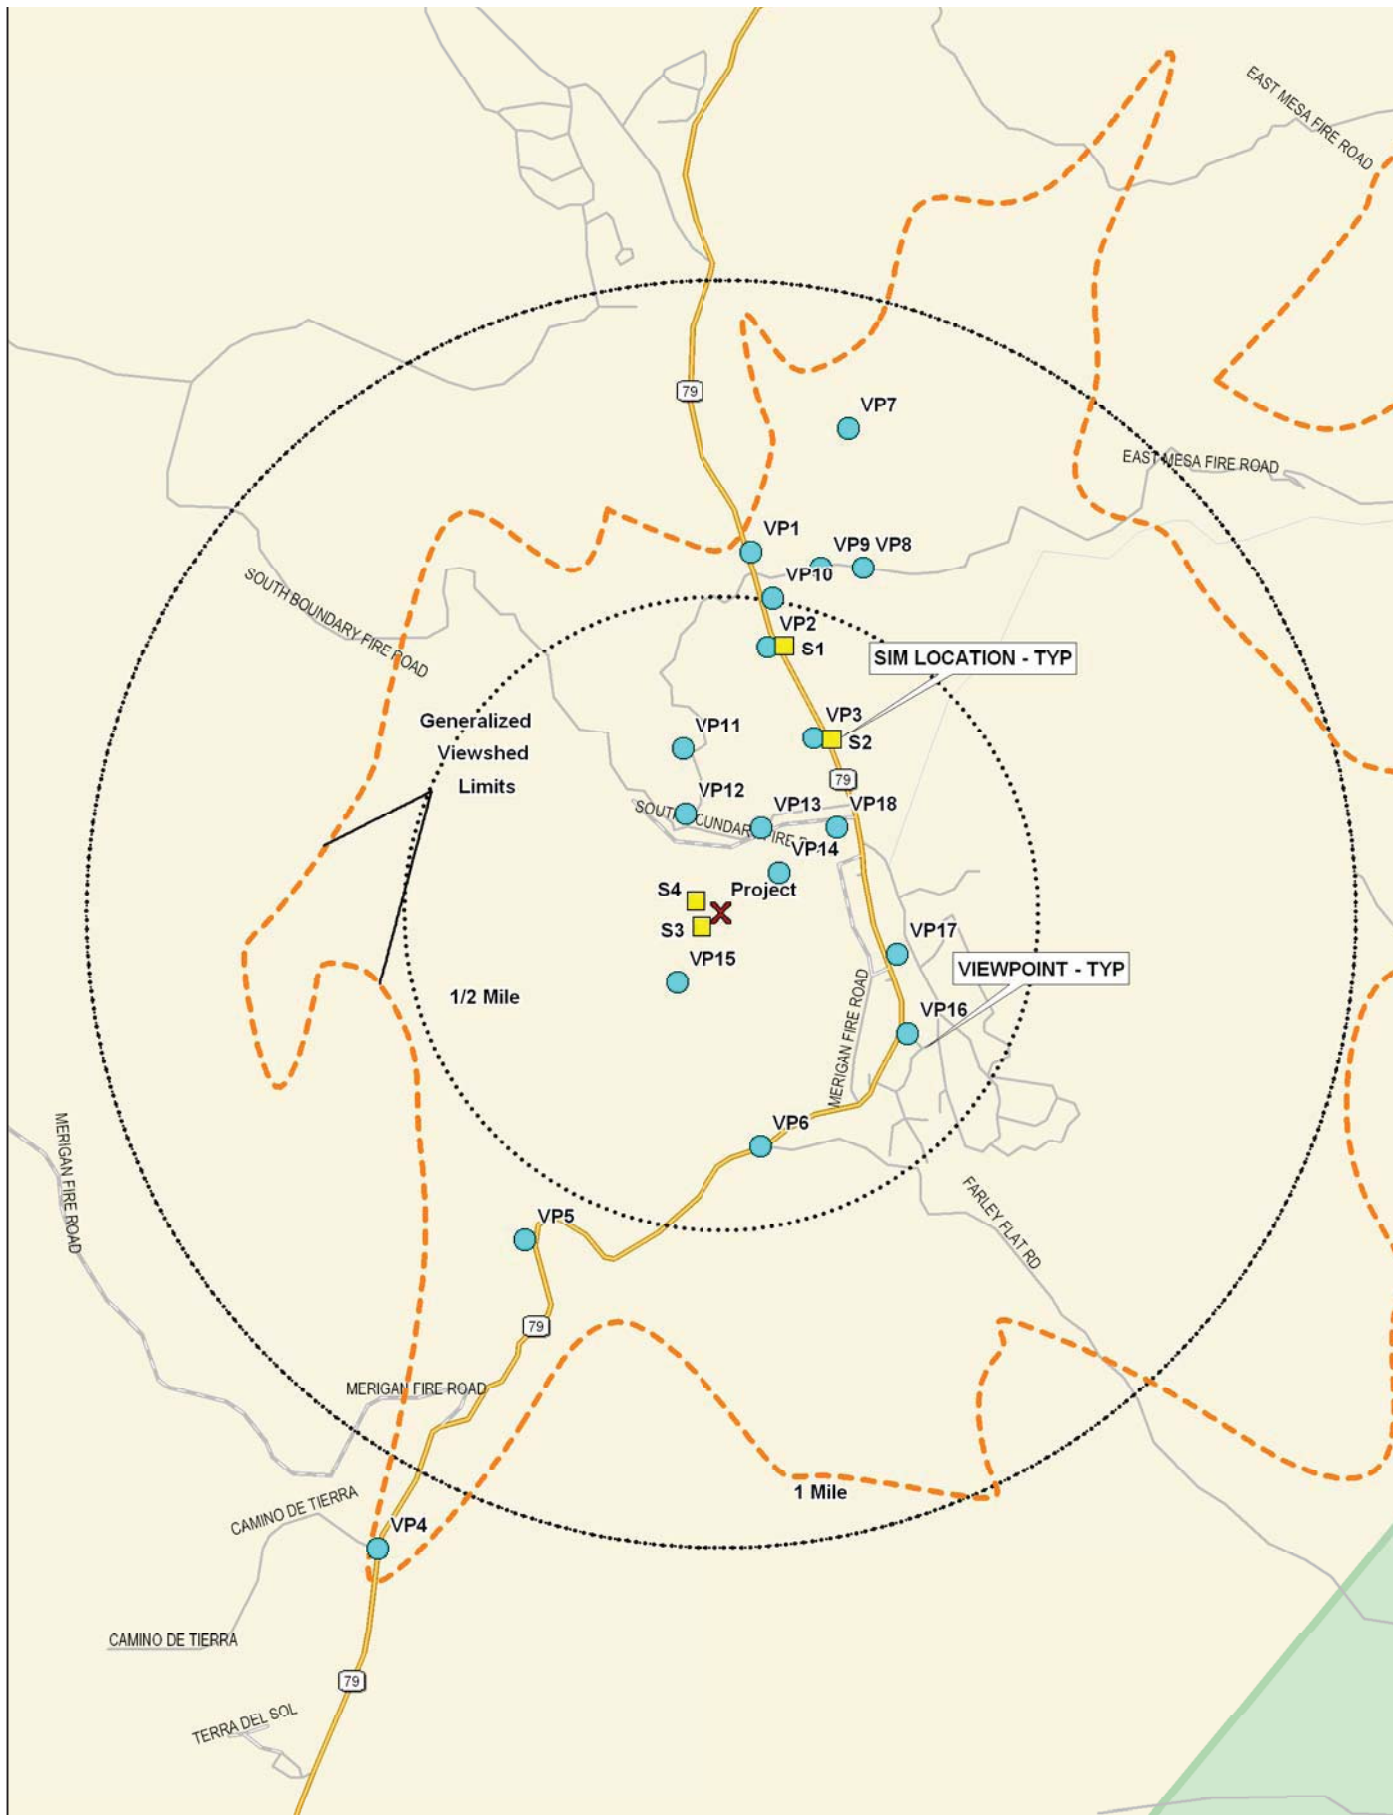 EAST MESA FIRE ROAD
79
VP7
EAST MESA FIRE ROAD
VP1
VP9 VP8
VP10
SOUTH BOUNDARY FIRE ROAD
VP2
S1
SIM LOCATION - TYP
Generalized
Viewshed
Limits
VP11
VP3
S2
79
VP12
VP13
VP18
VP14
S4
Project
S3
VP15
VP17
VIEWPOINT - TYP
1/2 Mile
VP16
MERIGAN FIRE ROAD
VP6
MERIGAN FIRE ROAD
FARLEY FLAT RD
VP5
79
MERIGAN FIRE ROAD
1 Mile
CAMINO DE TIERRA
VP4
CAMINO DE TIERRA
79
TERRA DEL SOL